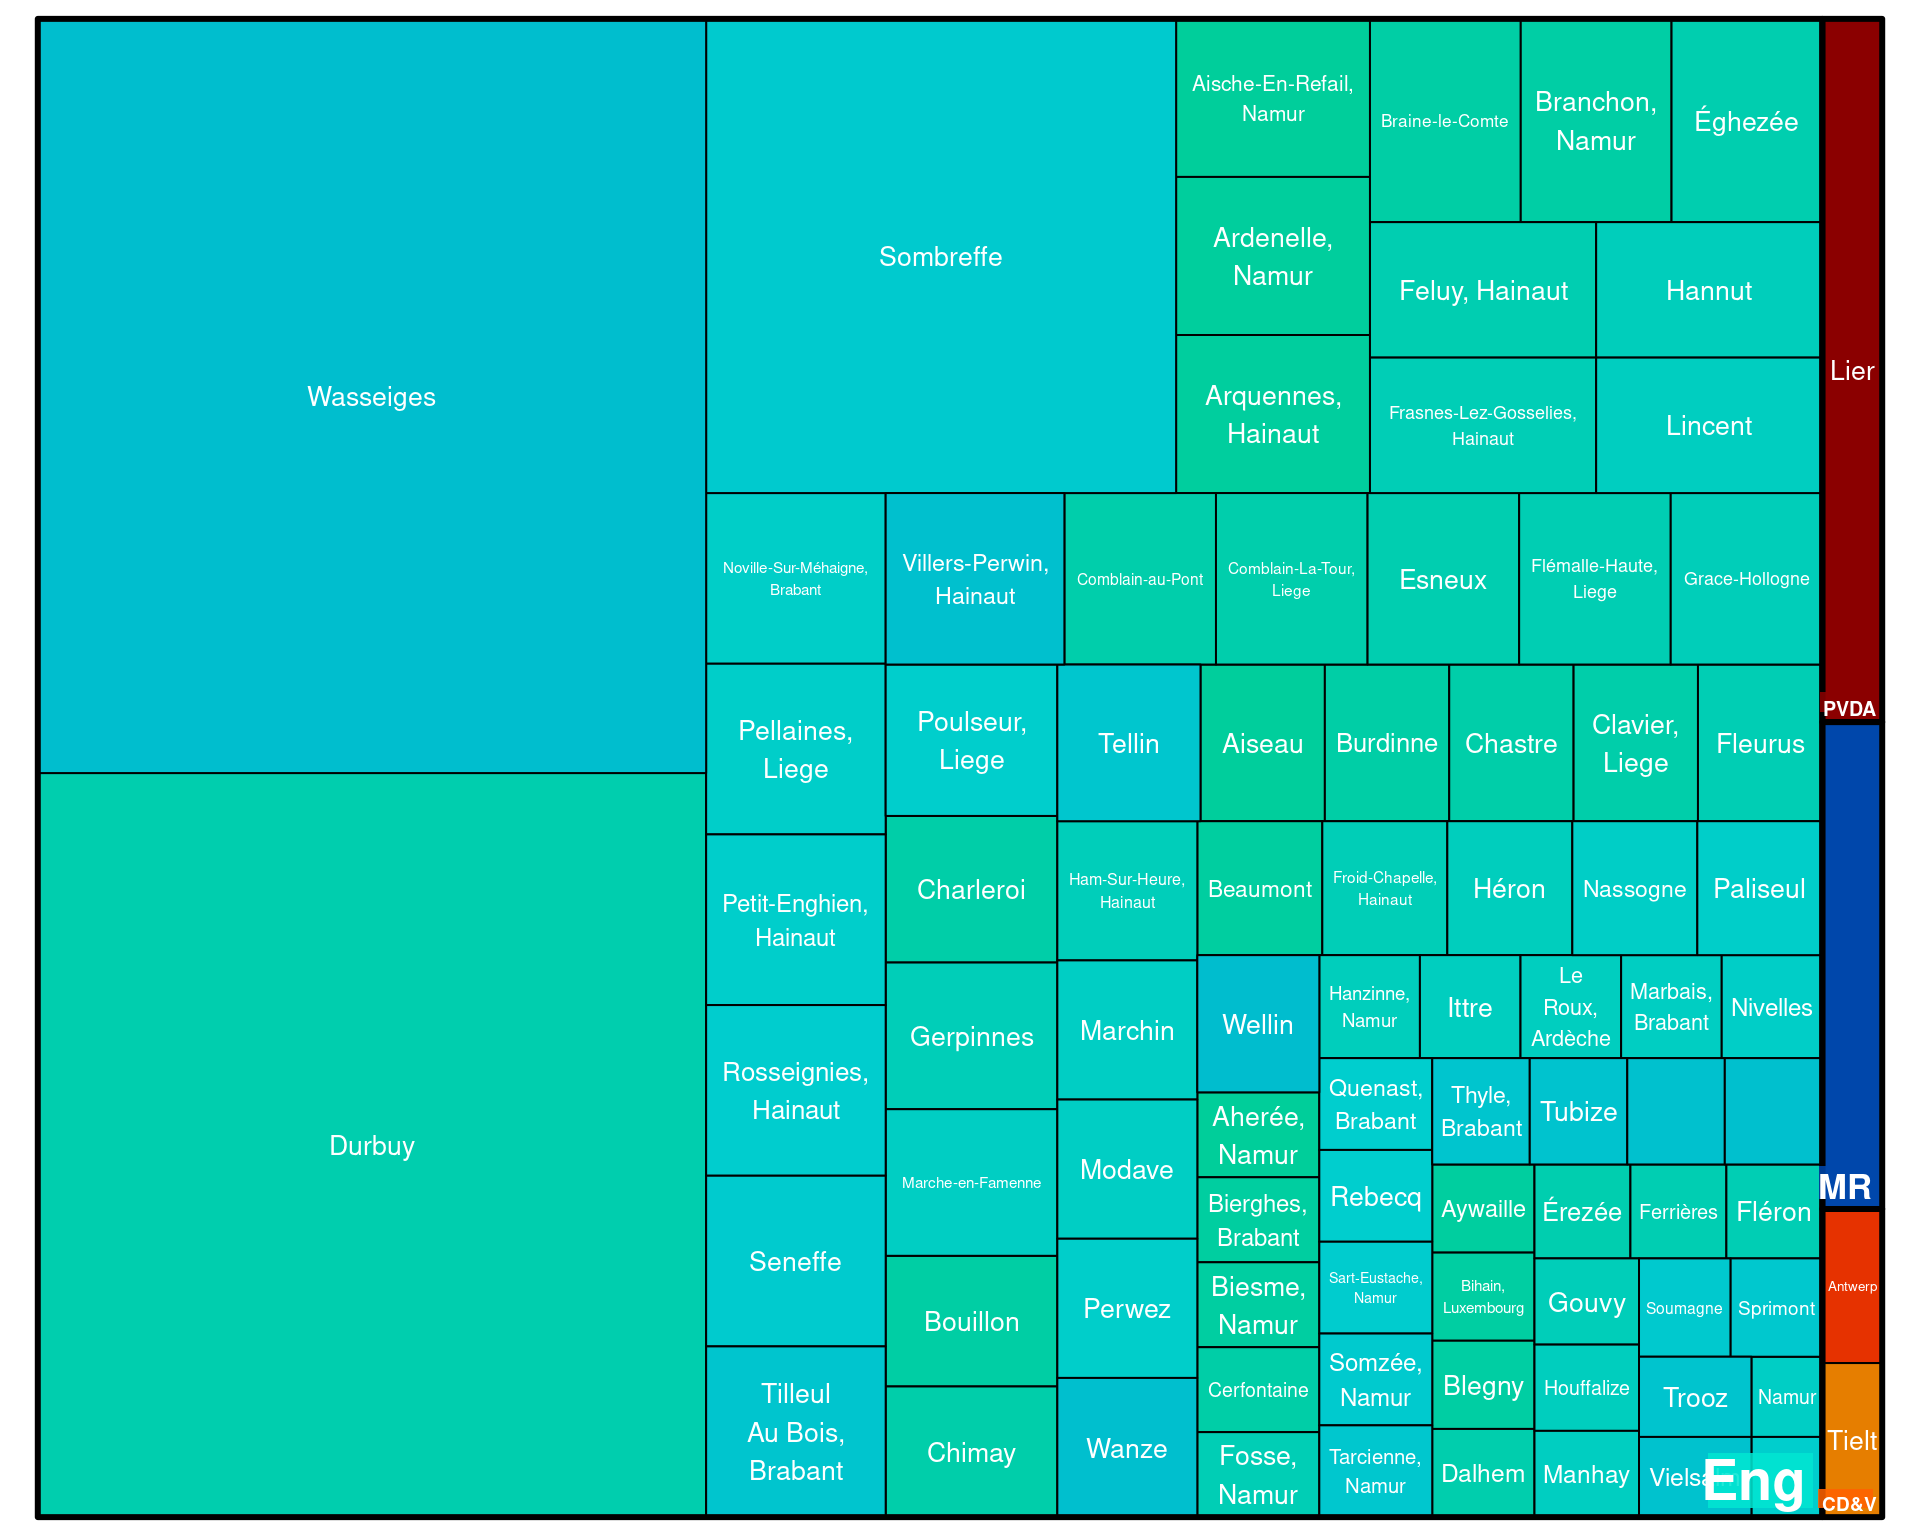 Wasseiges
Durbuy
Sombreffe
Aische-En-Refail,
Namur
Ardenelle,
Namur
Arquennes,
Hainaut
Braine-le-Comte
Branchon,
Namur
Éghezée
Feluy, Hainaut
Hannut
Frasnes-Lez-Gosselies,
Hainaut
Lincent
Noville-Sur-Méhaigne,
Brabant
Villers-Perwin,
Hainaut
Comblain-au-Pont
Comblain-La-Tour,
Liege
Esneux
Flémalle-Haute,
Liege
Grace-Hollogne
Pellaines,
Liege
Petit-Enghien,
Hainaut
Rosseignies,
Hainaut
Seneffe
Tilleul
Au Bois,
Brabant
Poulseur,
Liege
Charleroi
Gerpinnes
Marche-en-Famenne
Bouillon
Chimay
Tellin
Aiseau
Burdinne
Chastre
Clavier,
Liege
Fleurus
Ham-Sur-Heure,
Hainaut
Marchin
Modave
Perwez
Wanze
Beaumont
Froid-Chapelle,
Hainaut
Héron
Nassogne
Paliseul
Wellin
Aherée,
Namur
Bierghes,
Brabant
Biesme,
Namur
Cerfontaine
Fosse,
Namur
Hanzinne,
Namur
Ittre
Le
Roux,
Ardèche
Marbais,
Brabant
Nivelles
Quenast,
Brabant
Rebecq
Sart-Eustache,
Namur
Somzée,
Namur
Tarcienne,
Namur
Thyle,
Brabant
Tubize
Aywaille
Bihain,
Luxembourg
Blegny
Dalhem
Érezée
Ferrières
Fléron
Gouvy
Houffalize
Manhay
Soumagne
Sprimont
Trooz
Namur
Eng
Lier
PVDA
MR
Antwerp
Tielt
CD&V